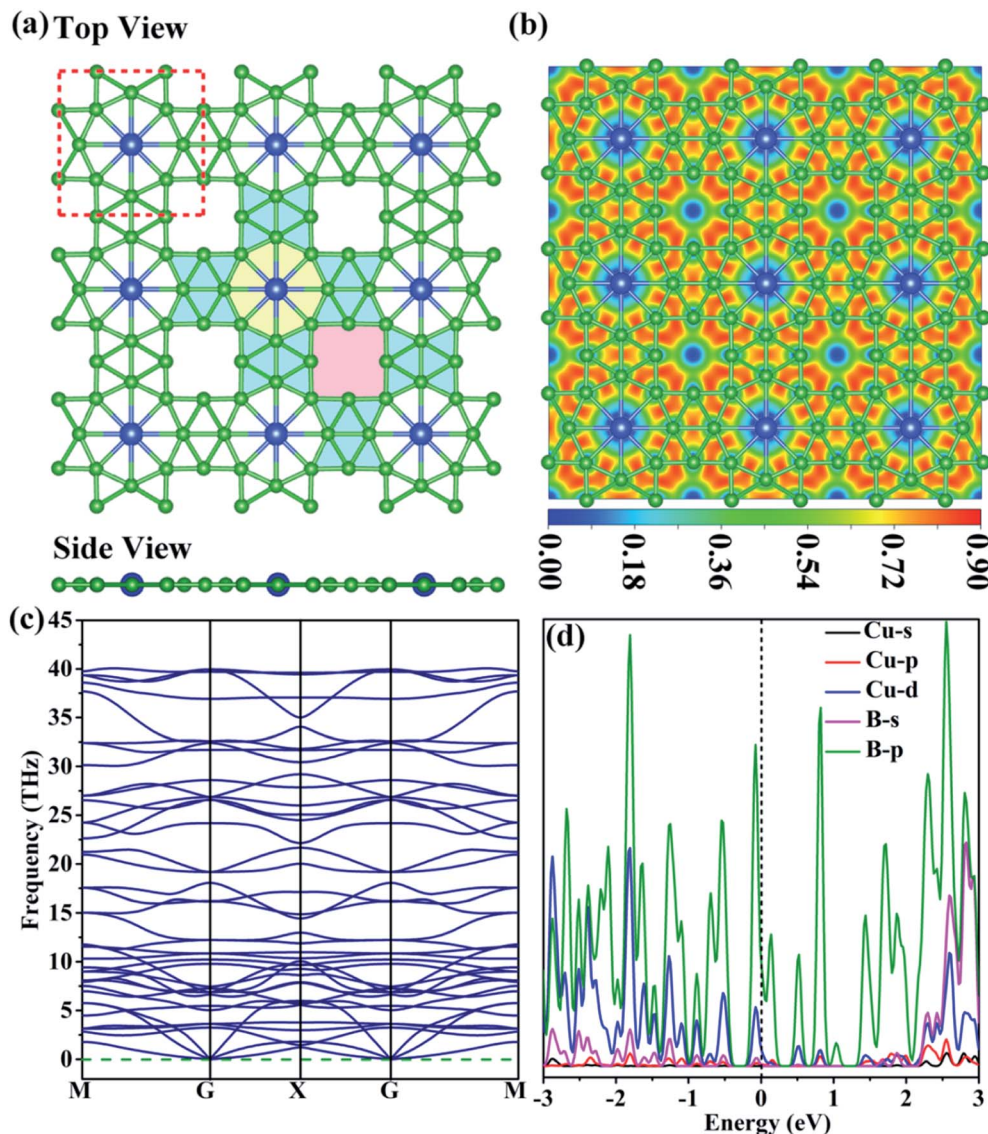 (a) Top View
(b)
Side View
0.00 0.18 0.36 0.54 0.72 0.90
(c)
45
40
35
30
25
20
15
10
5
0
Frequency (THz)
M G X G M
(d)
Cu-s
Cu-p
Cu-d
B-s
B-p
-3 -2 -1 0 1 2 3
Energy (eV)